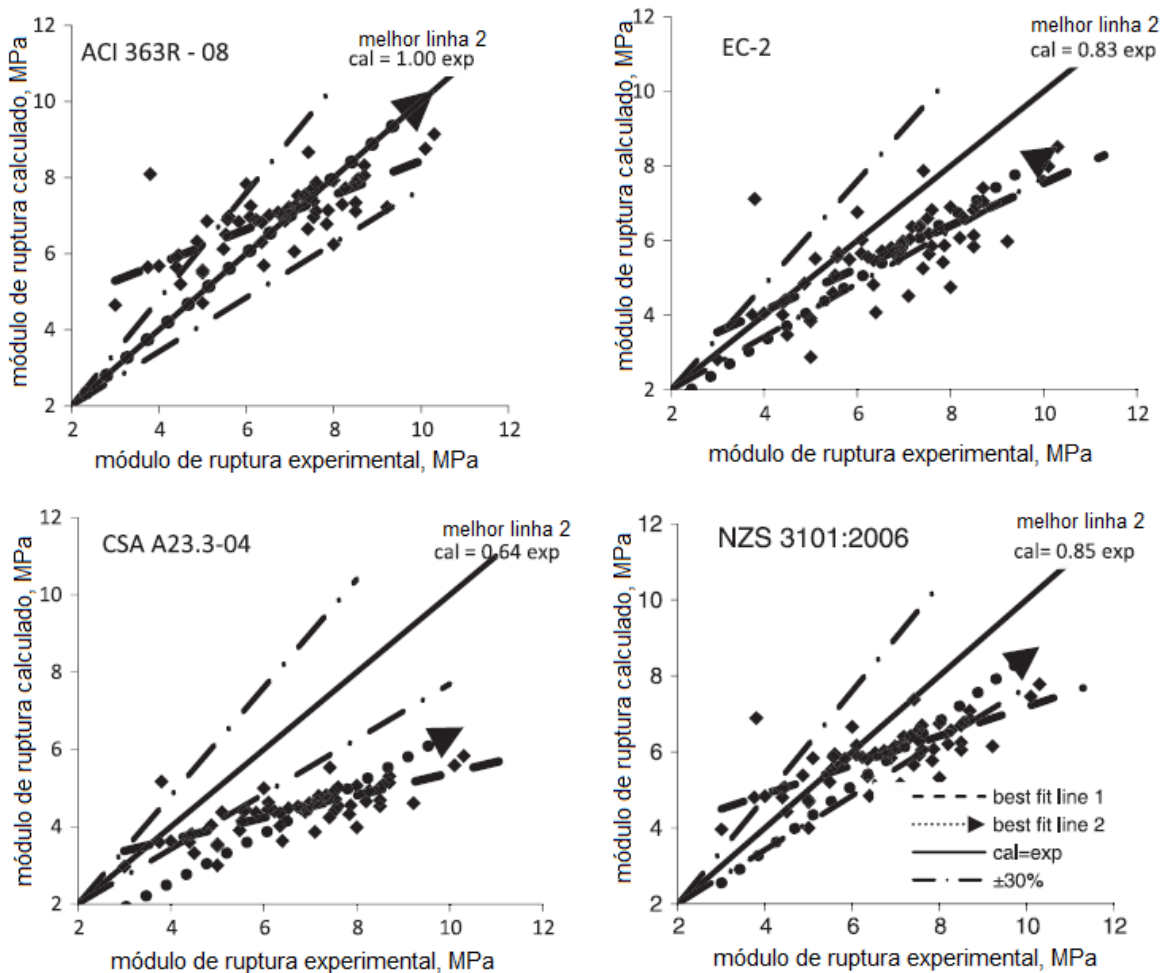 ACI 363R - 08
melhor linha 2
cal = 1.00 exp
módulo de ruptura calculado, MPa
12
10
8
6
4
2
2 4 6 8 10 12
módulo de ruptura experimental, MPa
EC-2
melhor linha 2
cal = 0.83 exp
módulo de ruptura calculado, MPa
12
10
8
6
4
2
2 4 6 8 10 12
módulo de ruptura experimental, MPa
CSA A23.3-04
melhor linha 2
cal = 0.64 exp
módulo de ruptura calculado, MPa
12
10
8
6
4
2
2 4 6 8 10 12
módulo de ruptura experimental, MPa
NZS 3101:2006
melhor linha 2
cal= 0.85 exp
módulo de ruptura calculado, MPa
12
10
8
6
4
2
best fit line 1
best fit line 2
cal=exp
±30%
2 4 6 8 10 12
módulo de ruptura experimental, MPa